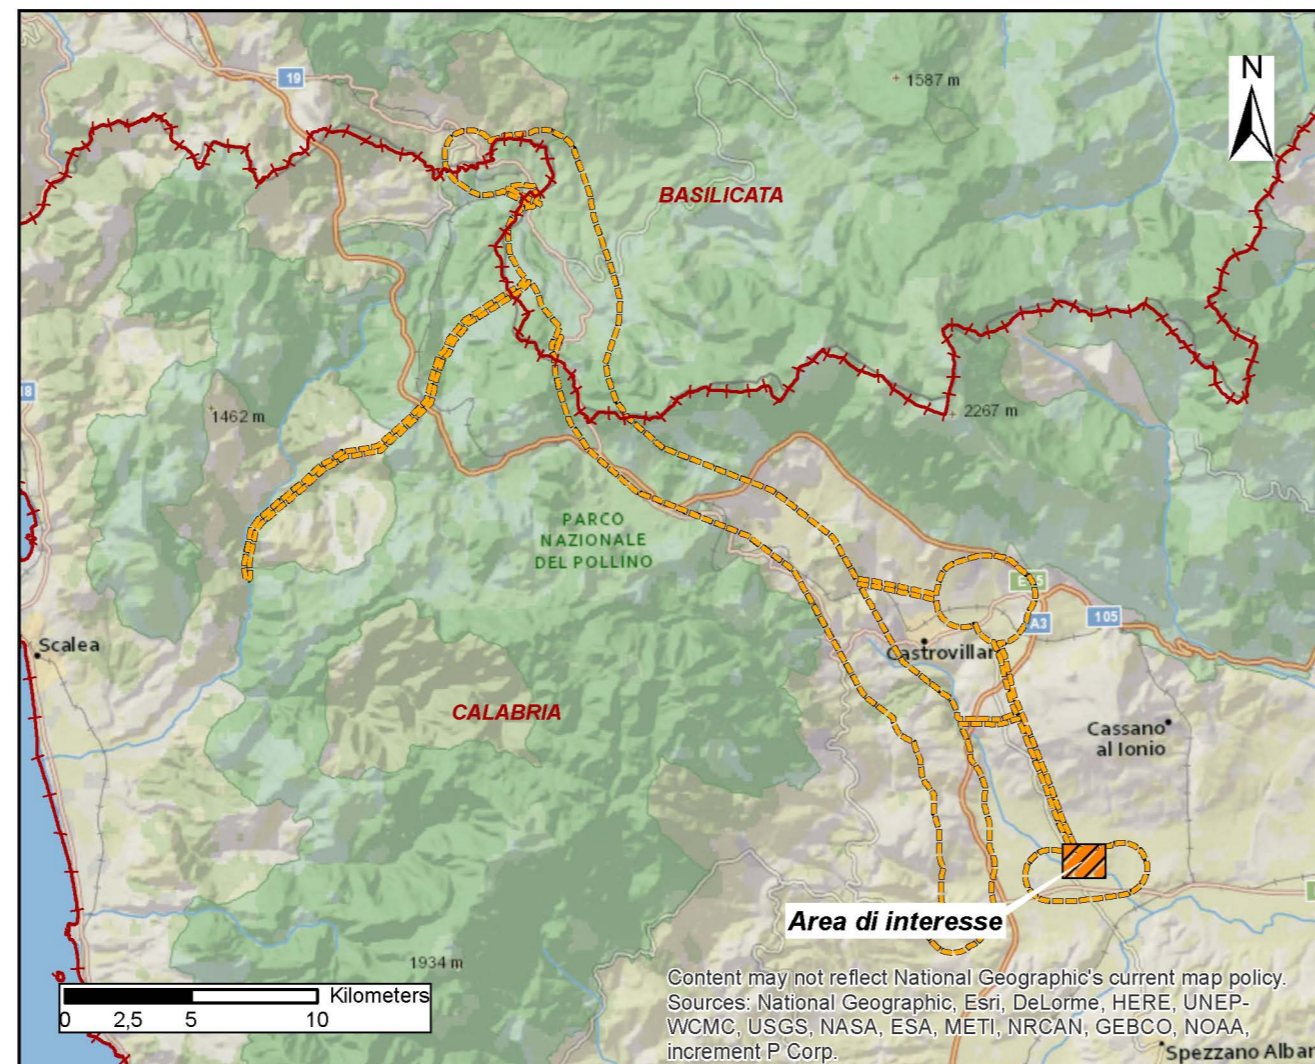 N
19
1587 m
BASILICATA
1462 m
2267 m
PARCO
NAZIONALE
DEL POLLINO
A3
105
Scalea
Castrovillari
CALABRIA
Cassano
al Ionio
Area di interesse
1934 m
Content may not reflect National Geographic's current map policy.
Sources: National Geographic, Esri, DeLorme, HERE, UNEP-
WCMC, USGS, NASA, ESA, METI, NRCAN, GEBCO, NOAA,
increment P Corp.
Kilometers
0 2,5 5 10
Spezzano Alba